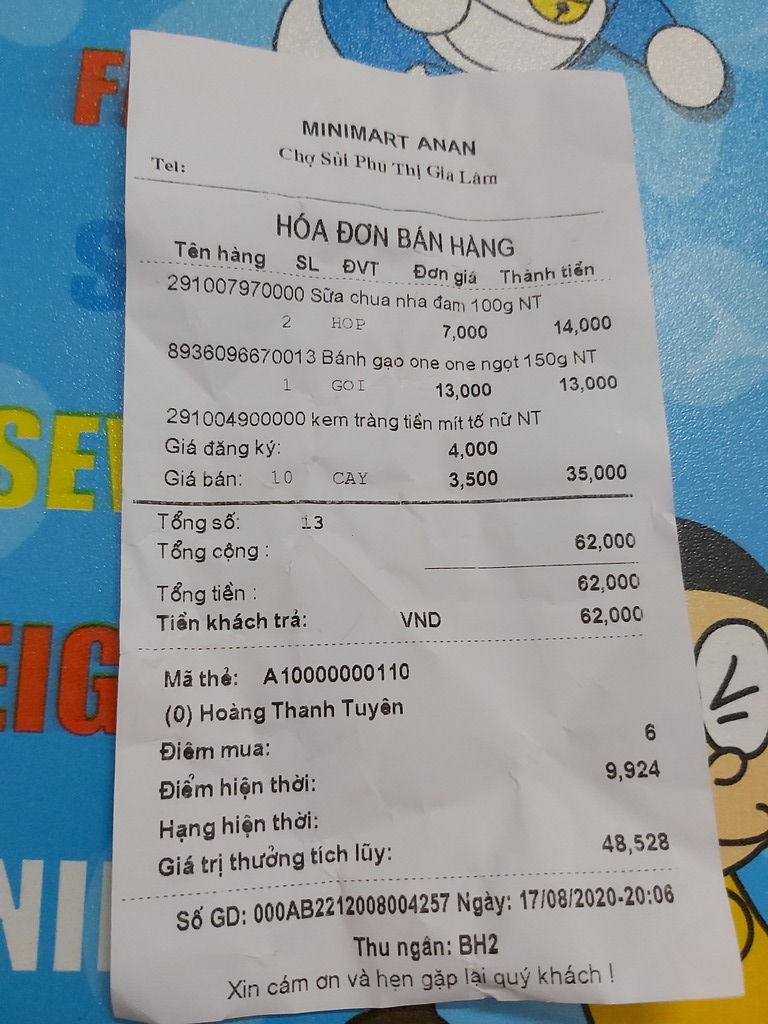 MINIMART ANAN
Chợ Sủi Phú Thị Gia Lâm
Tel:
HÓA ĐƠN BÁN HÀNG
Tên hàng SL ĐVT Đơn giá Thành tiền
291007970000 Sữa chua nha đam 100g NT
2 HOP 7,000 14,000
8936096670013 Bánh gạo one one ngọt 150g NT
1 GOI 13,000 13,000
291004900000 kem tràng tiền mít tố nữ NT
Giá đăng ký: 4,000
Giá bán: 10 CAY 3,500 35,000
Tổng số: 13
Tổng cộng : 62,000
Tổng tiền : 62,000
Tiền khách trả: VND 62,000
Mã thẻ: A10000000110
(0) Hoàng Thanh Tuyên
Điểm mua: 6
Điểm hiện thời: 9,924
Hạng hiện thời:
Giá trị thưởng tích lũy: 48,528
Số GD: 000AB2212008004257 Ngày: 17/08/2020-20:06
Thu ngân: BH2
Xin cám ơn và hẹn gặp lại quý khách !